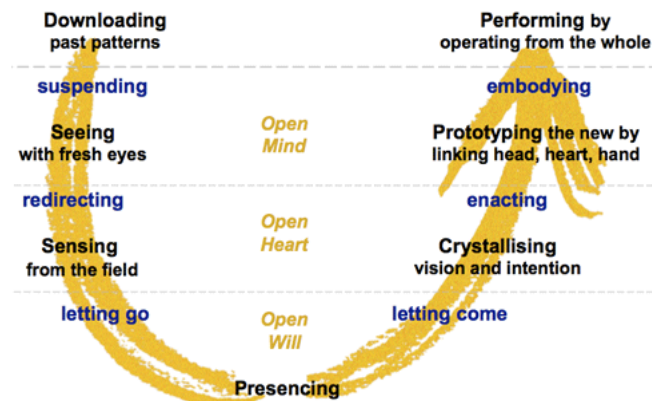 Downloading
past patterns
Performing by
operating from the whole
suspending
embodying
Seeing
with fresh eyes
Open
Mind
Prototyping the new by
linking head, heart, hand
redirecting
enacting
Sensing
from the field
Open
Heart
Crystallising
vision and intention
letting go
Open
Will
letting come
Presencing